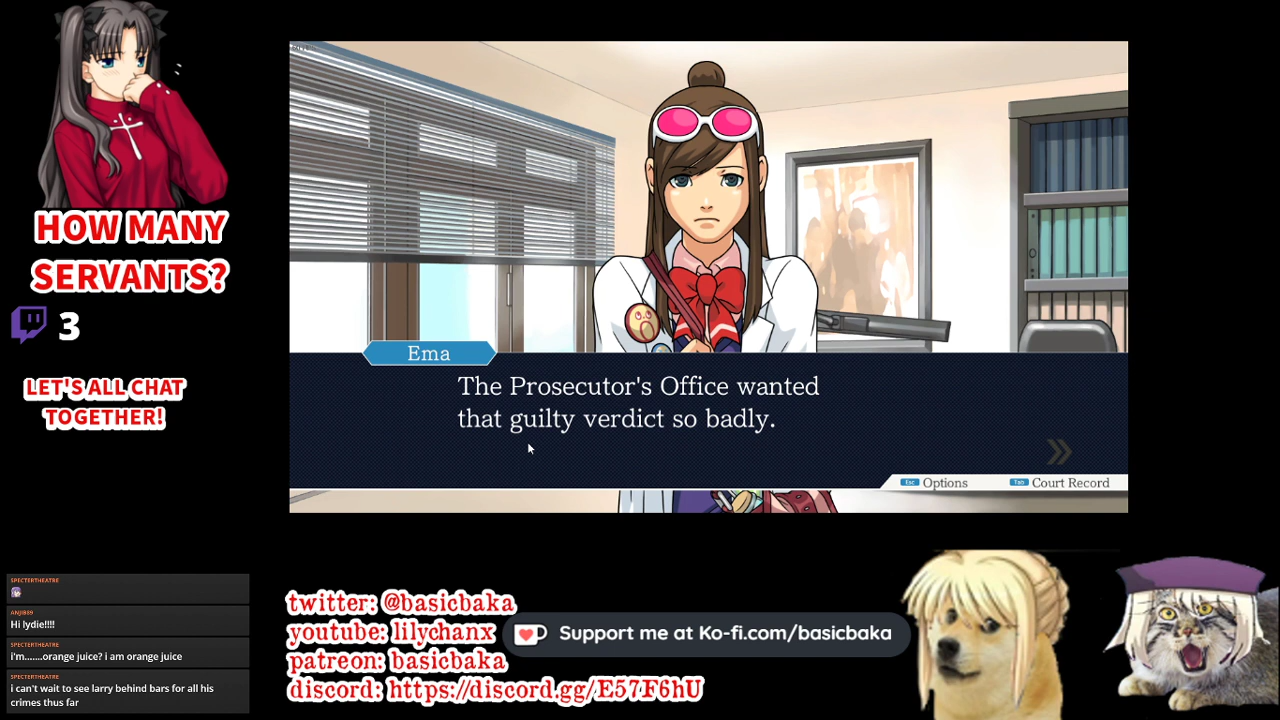 HOW MANY
SERVANTS?
3
LET'S ALL CHAT
TOGETHER!
Ema
The Prosecutor's Office wanted
that guilty verdict so badly.
Esc Options
Tab Court Record
SPECTERTHEATRE
ANJIB89
Hi lydie!!!!
SPECTERTHEATRE
i'm.......orange juice? i am orange juice
SPECTERTHEATRE
i can't wait to see larry behind bars for all his
crimes thus far
twitter: @basicbaka
youtube: lilychanx
patreon: basicbaka
discord: https://discord.gg/E57F6hU
Support me at Ko-fi.com/basicbaka